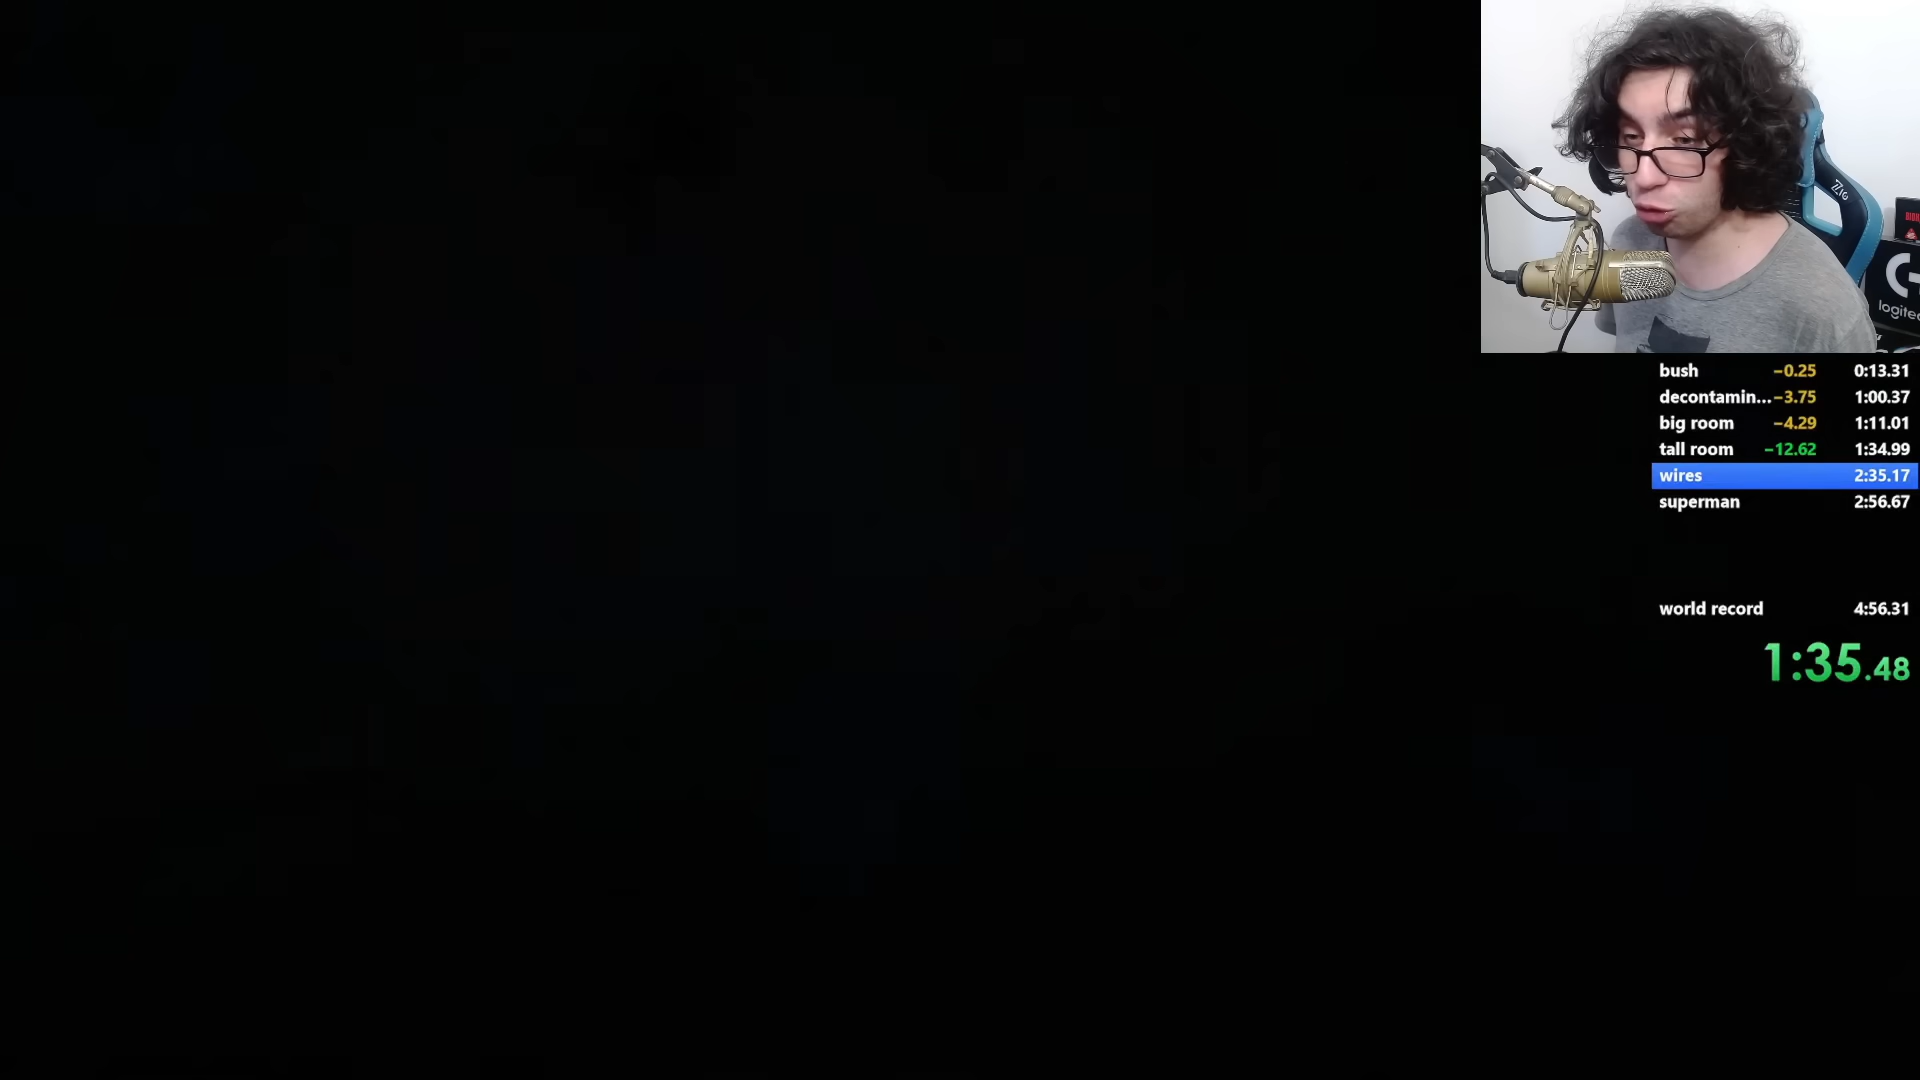 bush −0.25 0:13.31
decontamin... −3.75 1:00.37
big room −4.29 1:11.01
tall room −12.62 1:34.99
wires 2:35.17
superman 2:56.67
world record 4:56.31
1:35.48
G
logitec